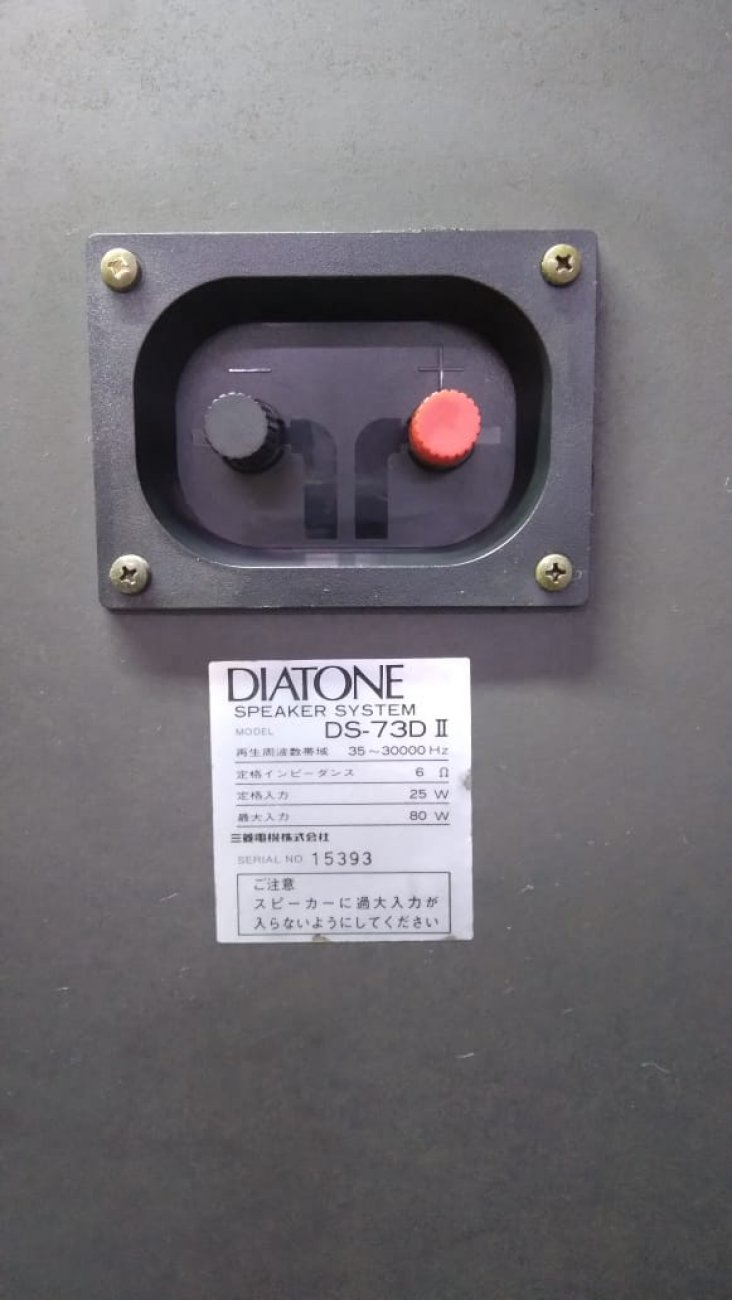 − +
DIATONE
SPEAKER SYSTEM
MODEL DS-73D II
再生周波数帯域 35～30000Hz
定格インピーダンス 6 Ω
定格入力 25 W
最大入力 80 W
三菱電機株式会社
SERIAL NO 15393
ご注意
スピーカーに過大入力が
入らないようにしてください